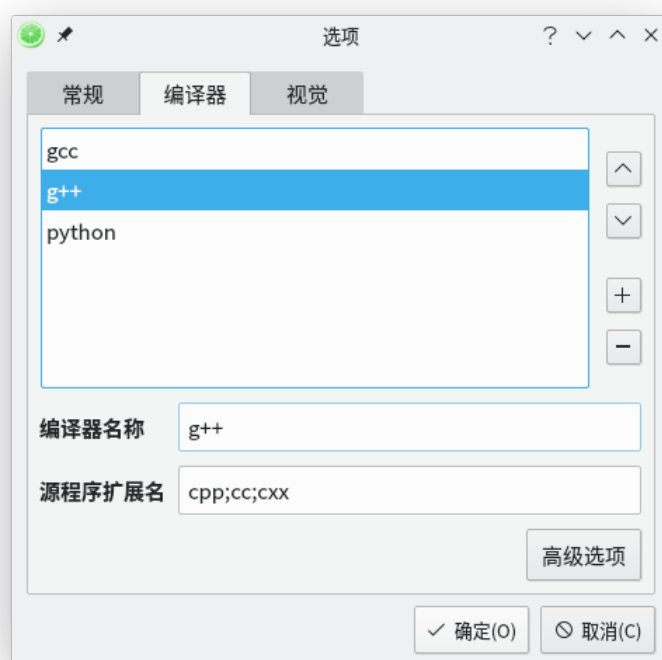 选项
常规 编译器 视觉
gcc
g++
python
编译器名称 g++
源程序扩展名 cpp;cc;cxx
高级选项
确定(O) 取消(C)